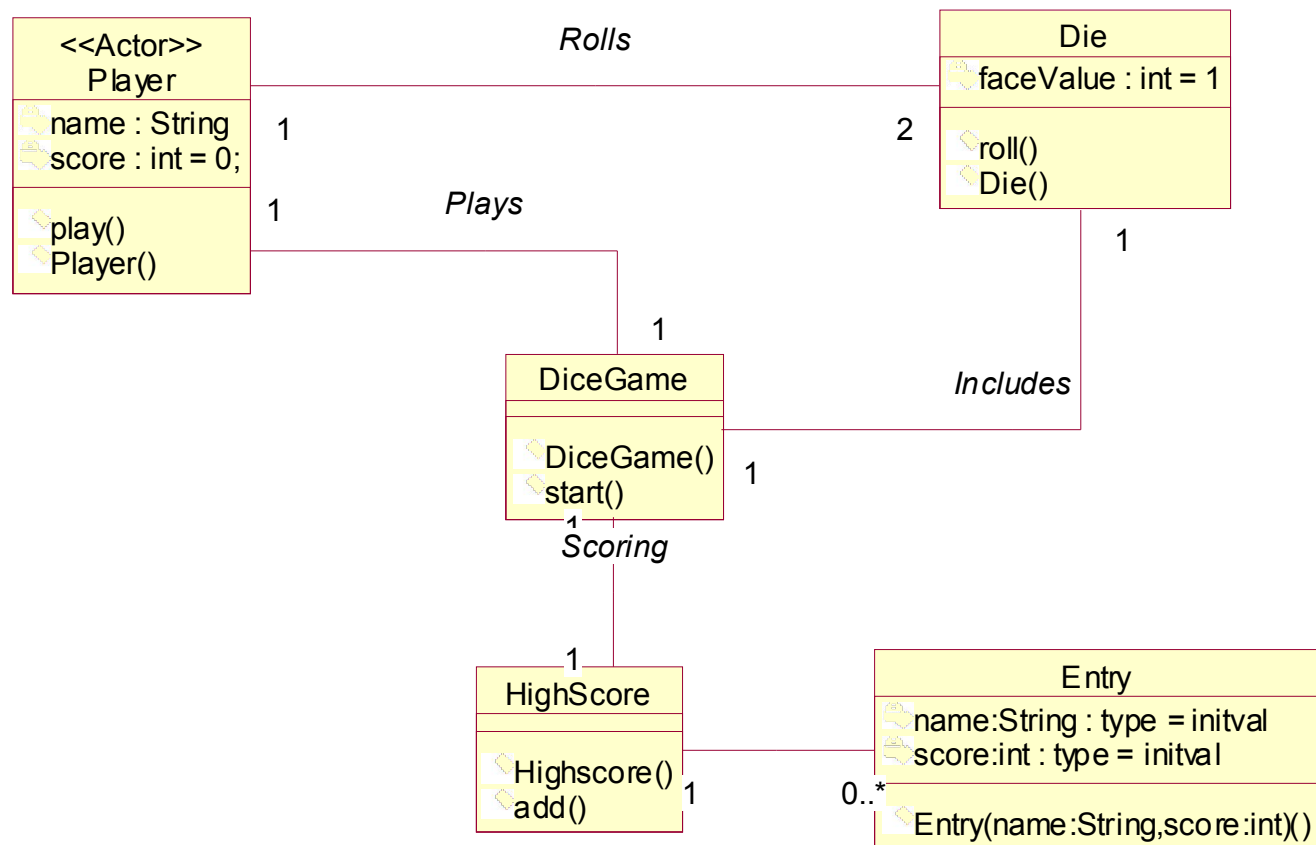 <<Actor>>
Player
name : String
score : int = 0;
play()
Player()
Rolls
1
2
Die
faceValue : int = 1
roll()
Die()
1
Plays
1
1
Includes
DiceGame
DiceGame()
start()
1
1
Scoring
1
HighScore
Highscore()
add()
1
0..*
Entry
name:String : type = initval
score:int : type = initval
Entry(name:String,score:int)()